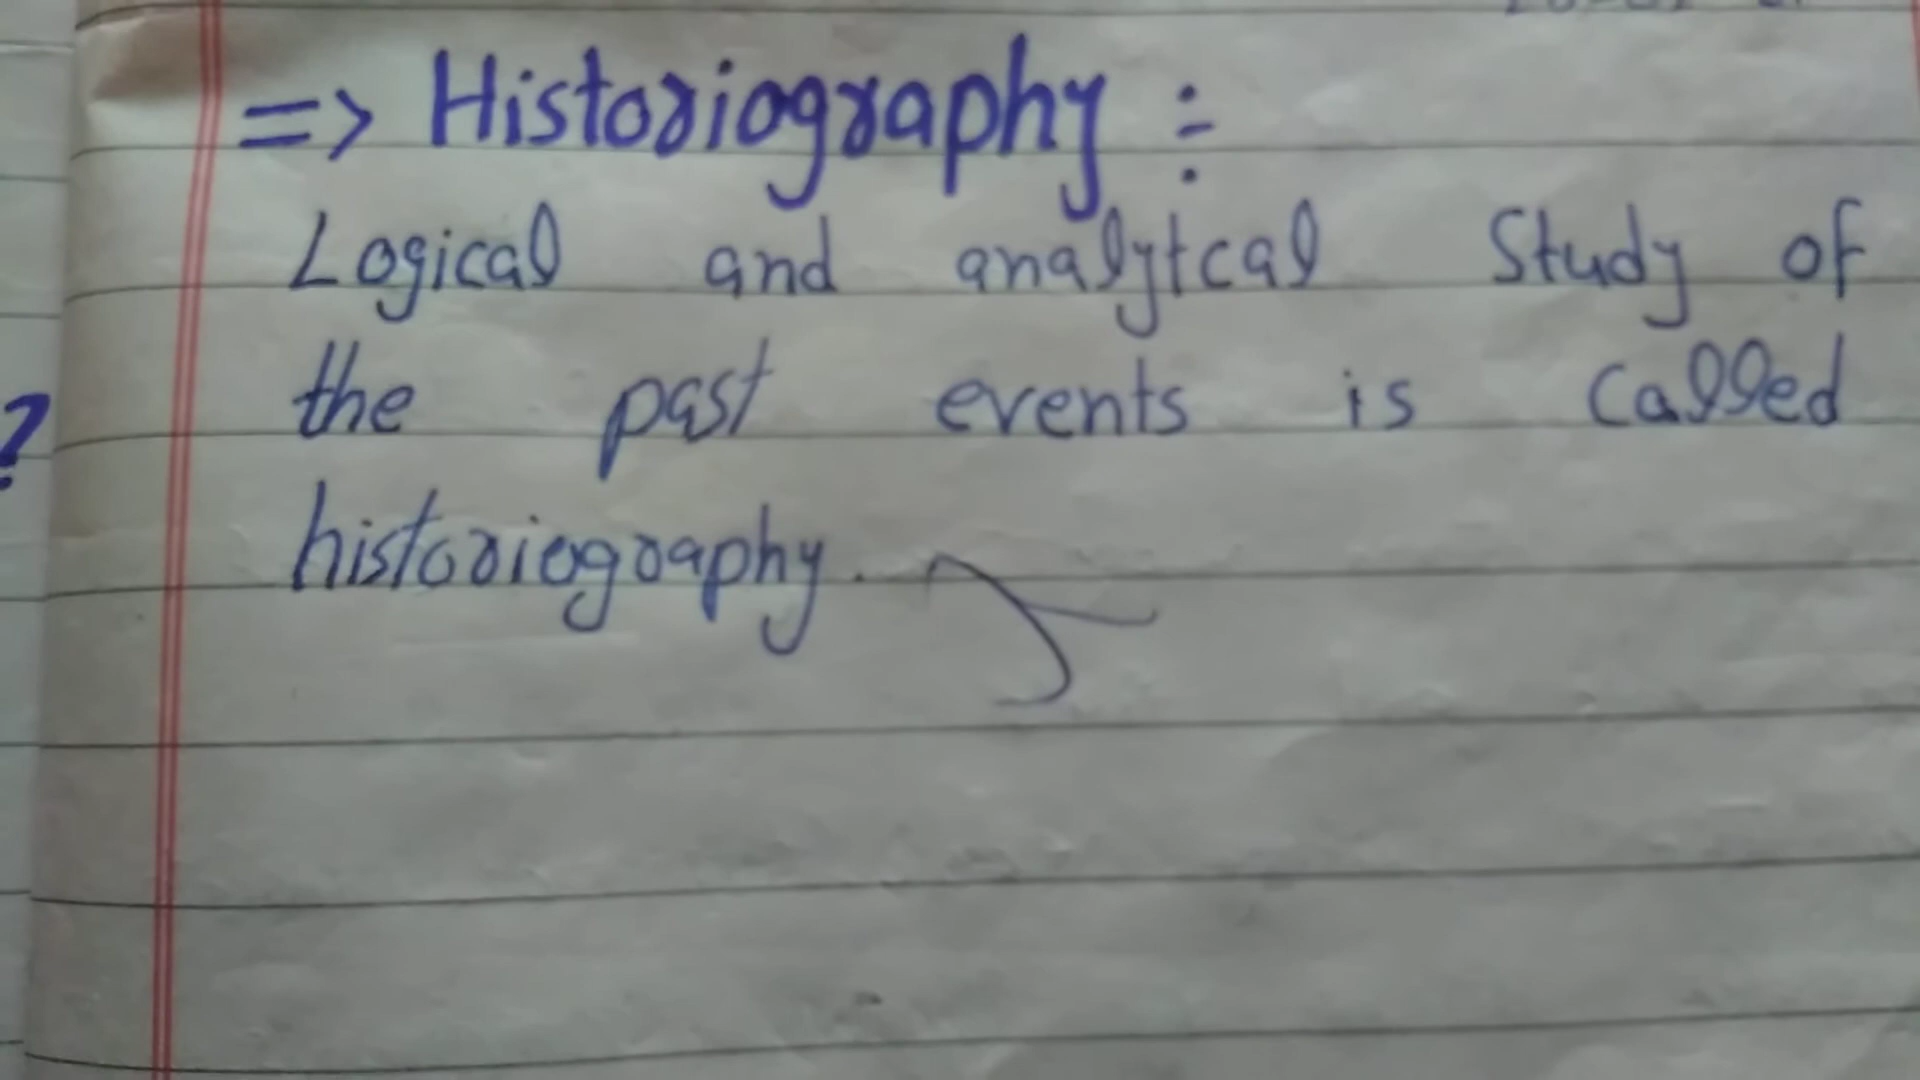 => Historiography ÷
Logical and analytcal Study of
the past events is called
historiography.
?